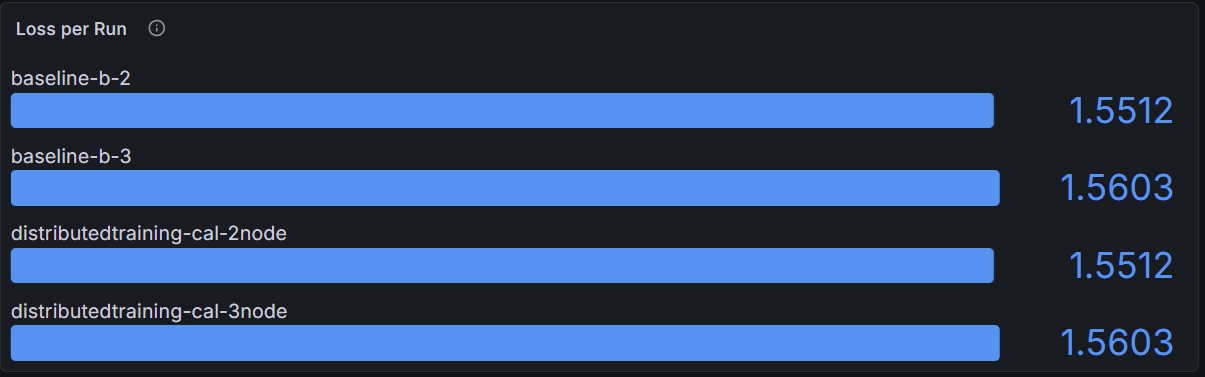 Loss per Run
baseline-b-2
1.5512
baseline-b-3
1.5603
distributedtraining-cal-2node
1.5512
distributedtraining-cal-3node
1.5603